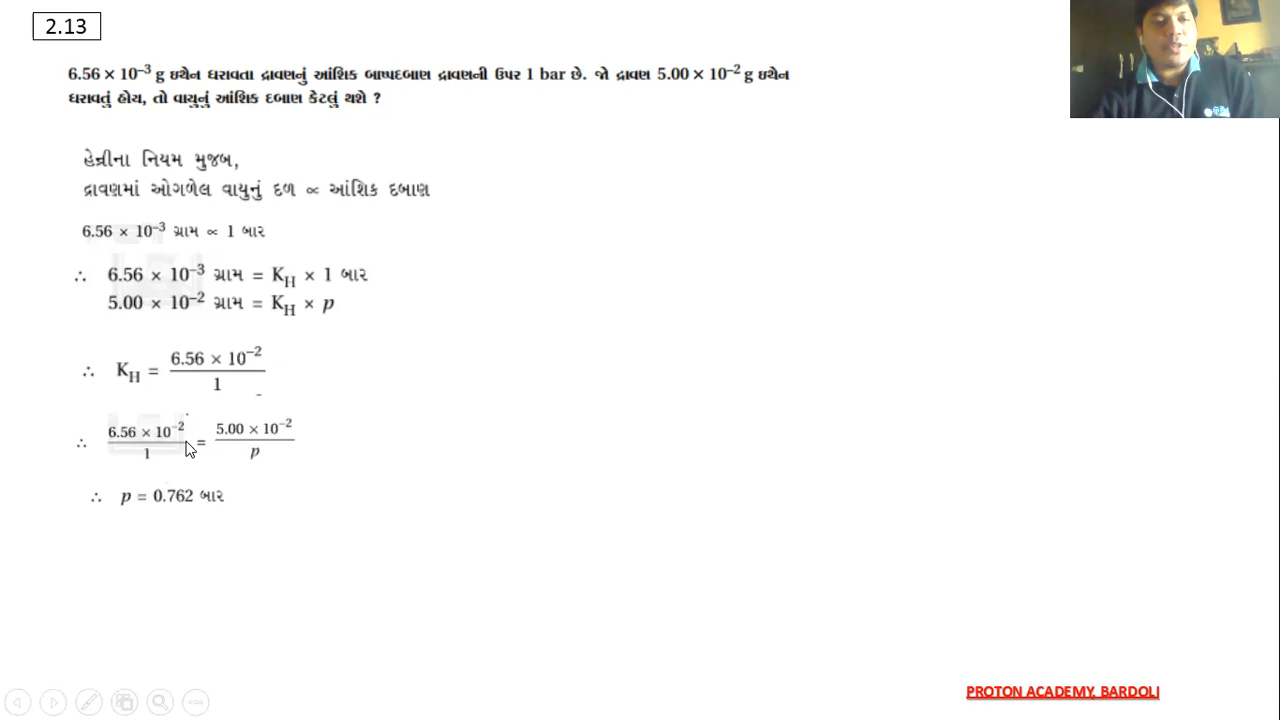 2.13
6.56 × 10⁻³ g ઇથેન ધરાવતા દ્રાવણનું આંશિક બાષ્પદબાણ દ્રાવણની ઉપર 1 bar છે. જો દ્રાવણ 5.00 × 10⁻² g ઇથેન
ધરાવતું હોય, તો વાયુનું આંશિક દબાણ કેટલું થશે ?
હેન્રીના નિયમ મુજબ,
દ્રાવણમાં ઓગળેલ વાયુનું દળ ∝ આંશિક દબાણ
6.56 × 10⁻³ ગ્રામ ∝ 1 બાર
∴ 6.56 × 10⁻³ ગ્રામ = K_H × 1 બાર
5.00 × 10⁻² ગ્રામ = K_H × p
∴ K_H = 6.56 × 10⁻² / 1
∴ 6.56 × 10⁻² / 1 = 5.00 × 10⁻² / p
∴ p = 0.762 બાર
PROTON ACADEMY, BARDOLI